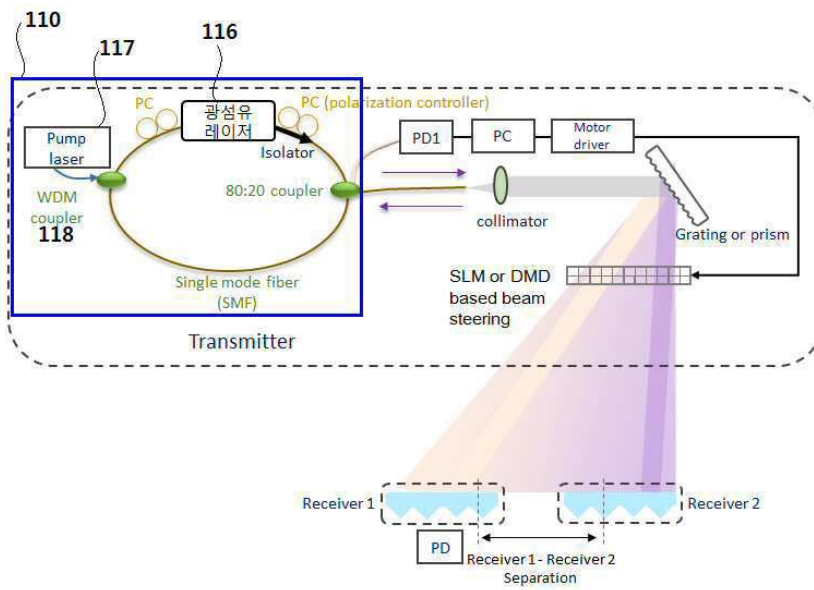 110
117
116
PC
광섬유
레이저
PC (polarization controller)
Pump
laser
Isolator
PD1
PC
Motor
driver
WDM
coupler
118
80:20 coupler
collimator
Grating or prism
Single mode fiber
(SMF)
SLM or DMD
based beam
steering
Transmitter
Receiver 1
Receiver 2
PD
Receiver 1 - Receiver 2
Separation